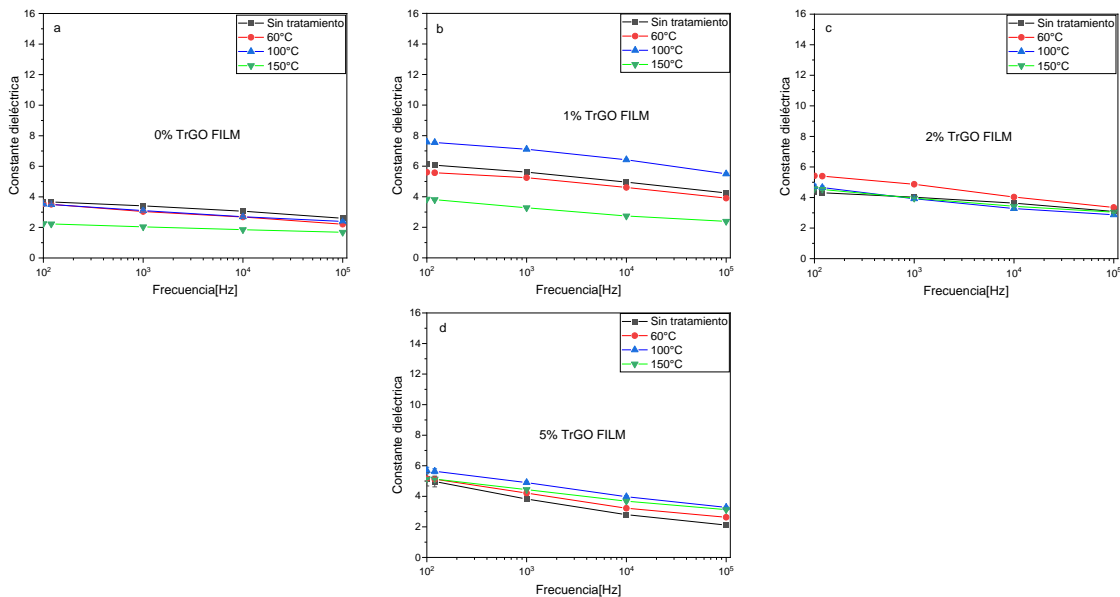 a
Sin tratamiento
60°C
100°C
150°C
0% TrGO FILM
Constante dieléctrica
16
14
12
10
8
6
4
2
0
10² 10³ 10⁴ 10⁵
Frecuencia[Hz]
b
Sin tratamiento
60°C
100°C
150°C
1% TrGO FILM
Constante dieléctrica
16
14
12
10
8
6
4
2
0
10² 10³ 10⁴ 10⁵
Frecuencia[Hz]
c
Sin tratamiento
60°C
100°C
150°C
2% TrGO FILM
Constante dieléctrica
16
14
12
10
8
6
4
2
0
10² 10³ 10⁴ 10⁵
Frecuencia[Hz]
d
Sin tratamiento
60°C
100°C
150°C
5% TrGO FILM
Constante dieléctrica
16
14
12
10
8
6
4
2
0
10² 10³ 10⁴ 10⁵
Frecuencia[Hz]